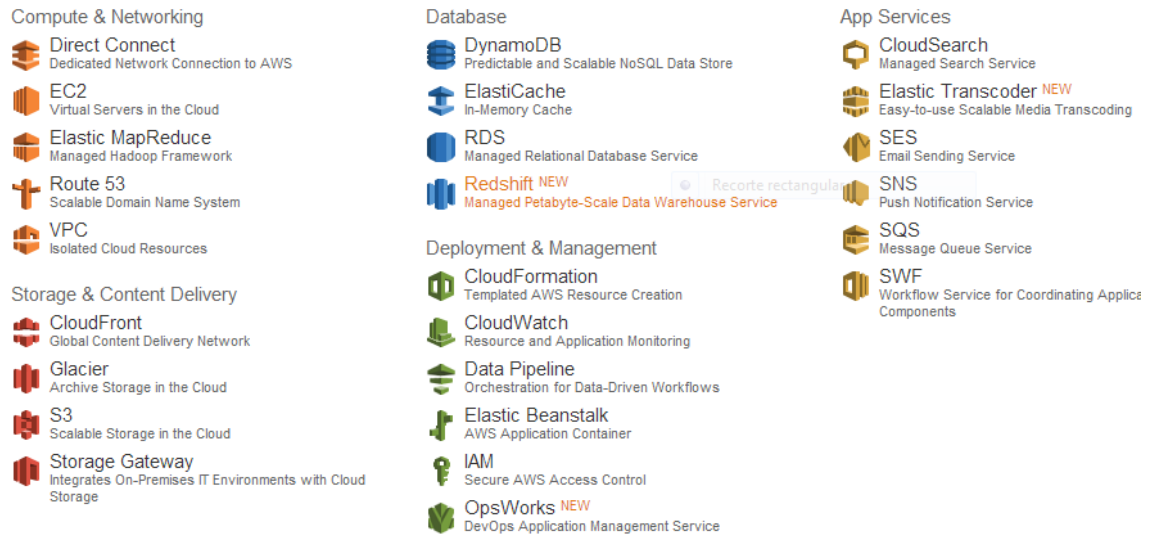 Compute & Networking
Direct Connect
Dedicated Network Connection to AWS
EC2
Virtual Servers in the Cloud
Elastic MapReduce
Managed Hadoop Framework
Route 53
Scalable Domain Name System
VPC
Isolated Cloud Resources
Storage & Content Delivery
CloudFront
Global Content Delivery Network
Glacier
Archive Storage in the Cloud
S3
Scalable Storage in the Cloud
Storage Gateway
Integrates On-Premises IT Environments with Cloud
Storage
Database
DynamoDB
Predictable and Scalable NoSQL Data Store
ElastiCache
In-Memory Cache
RDS
Managed Relational Database Service
Redshift NEW
Managed Petabyte-Scale Data Warehouse Service
Recorte rectangular
Deployment & Management
CloudFormation
Templated AWS Resource Creation
CloudWatch
Resource and Application Monitoring
Data Pipeline
Orchestration for Data-Driven Workflows
Elastic Beanstalk
AWS Application Container
IAM
Secure AWS Access Control
OpsWorks NEW
DevOps Application Management Service
App Services
CloudSearch
Managed Search Service
Elastic Transcoder NEW
Easy-to-use Scalable Media Transcoding
SES
Email Sending Service
SNS
Push Notification Service
SQS
Message Queue Service
SWF
Workflow Service for Coordinating Applica
Components